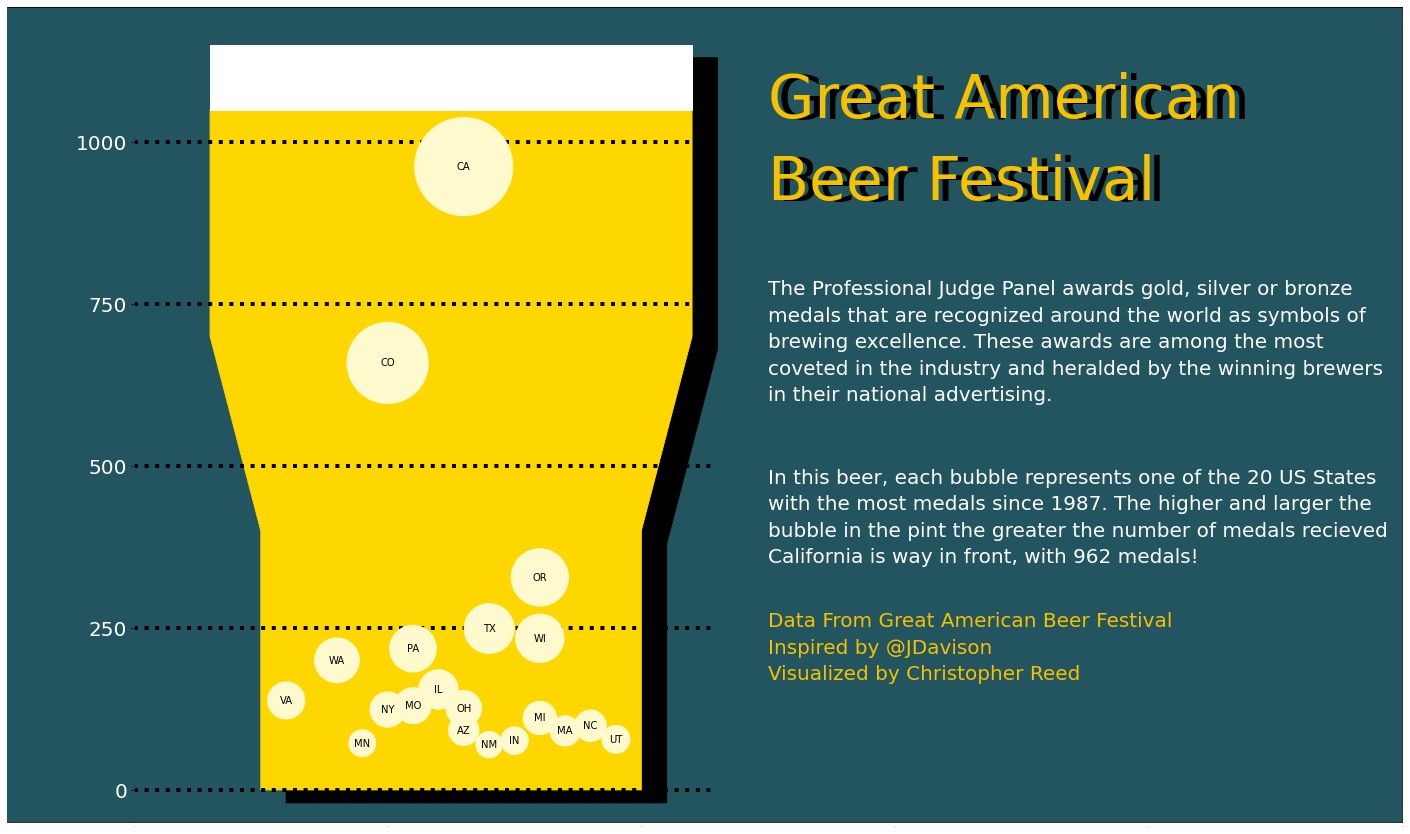 Great American
Beer Festival
The Professional Judge Panel awards gold, silver or bronze
medals that are recognized around the world as symbols of
brewing excellence. These awards are among the most
coveted in the industry and heralded by the winning brewers
in their national advertising.
In this beer, each bubble represents one of the 20 US States
with the most medals since 1987. The higher and larger the
bubble in the pint the greater the number of medals recieved
California is way in front, with 962 medals!
Data From Great American Beer Festival
Inspired by @JDavison
Visualized by Christopher Reed
1000
CA
750
CO
500
OR
250
TX
WI
PA
WA
IL
VA
MO
OH
NY
MI
NC
AZ
MA
IN
UT
MN
NM
0